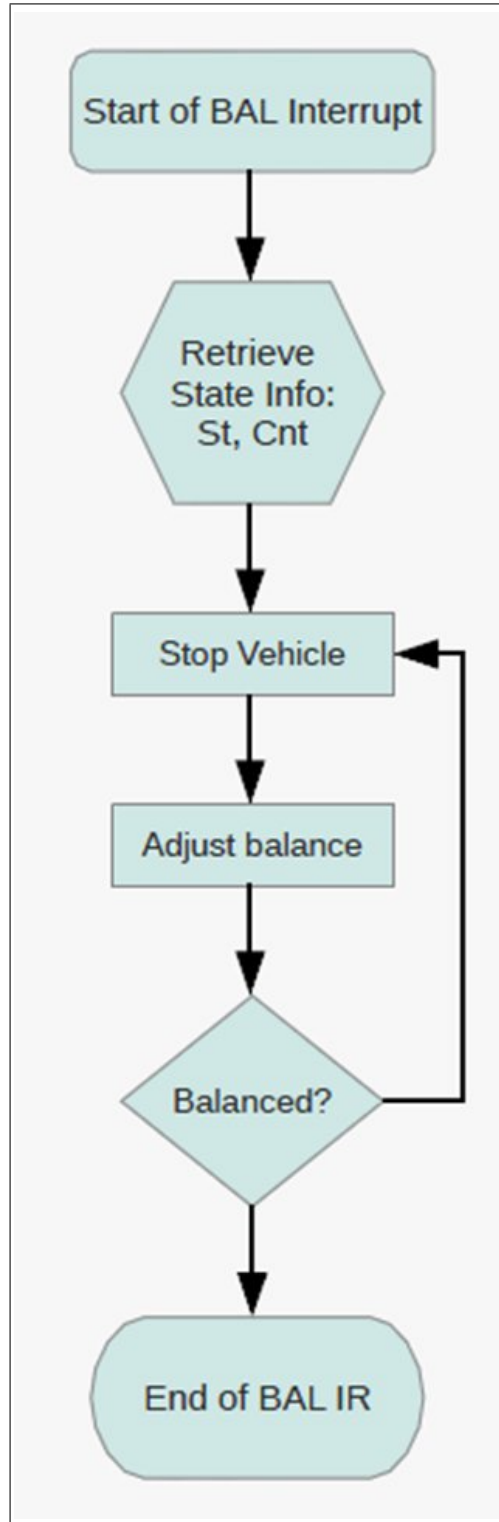 Start of BAL Interrupt
Retrieve
State Info:
St, Cnt
Stop Vehicle
Adjust balance
Balanced?
End of BAL IR